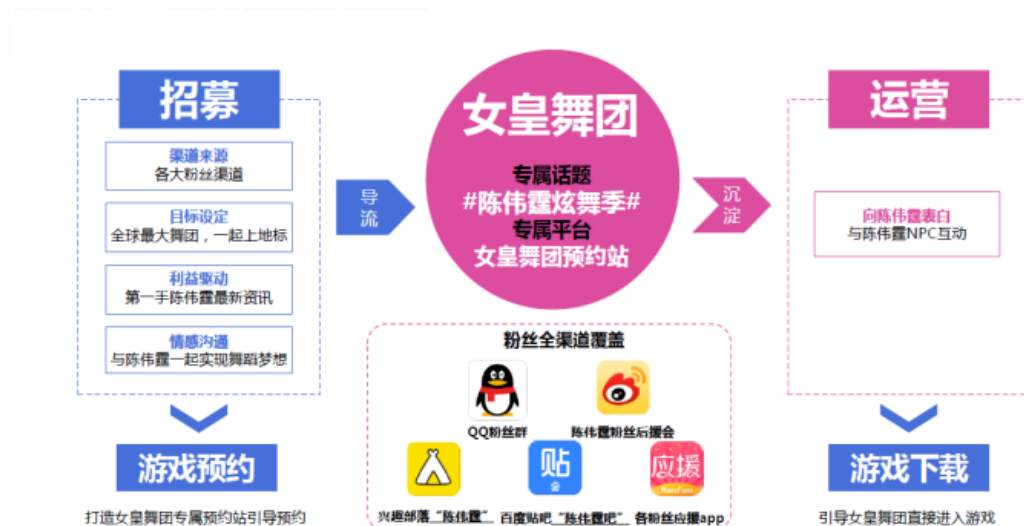 招募
渠道来源
各大粉丝渠道
目标设定
全球最大舞团，一起上地标
利益驱动
第一手陈伟霆最新资讯
情感沟通
与陈伟霆一起实现舞蹈梦想
游戏预约
打造女皇舞团专属预约站引导预约
导
流
女皇舞团
专属话题
#陈伟霆炫舞季#
专属平台
女皇舞团预约站
粉丝全渠道覆盖
QQ粉丝群
陈伟霆粉丝后援会
贴
应援
兴趣部落“陈伟霆”
百度贴吧“陈伟霆吧”
各粉丝应援app
沉
淀
运营
向陈伟霆表白
与陈伟霆NPC互动
游戏下载
引导女皇舞团直接进入游戏